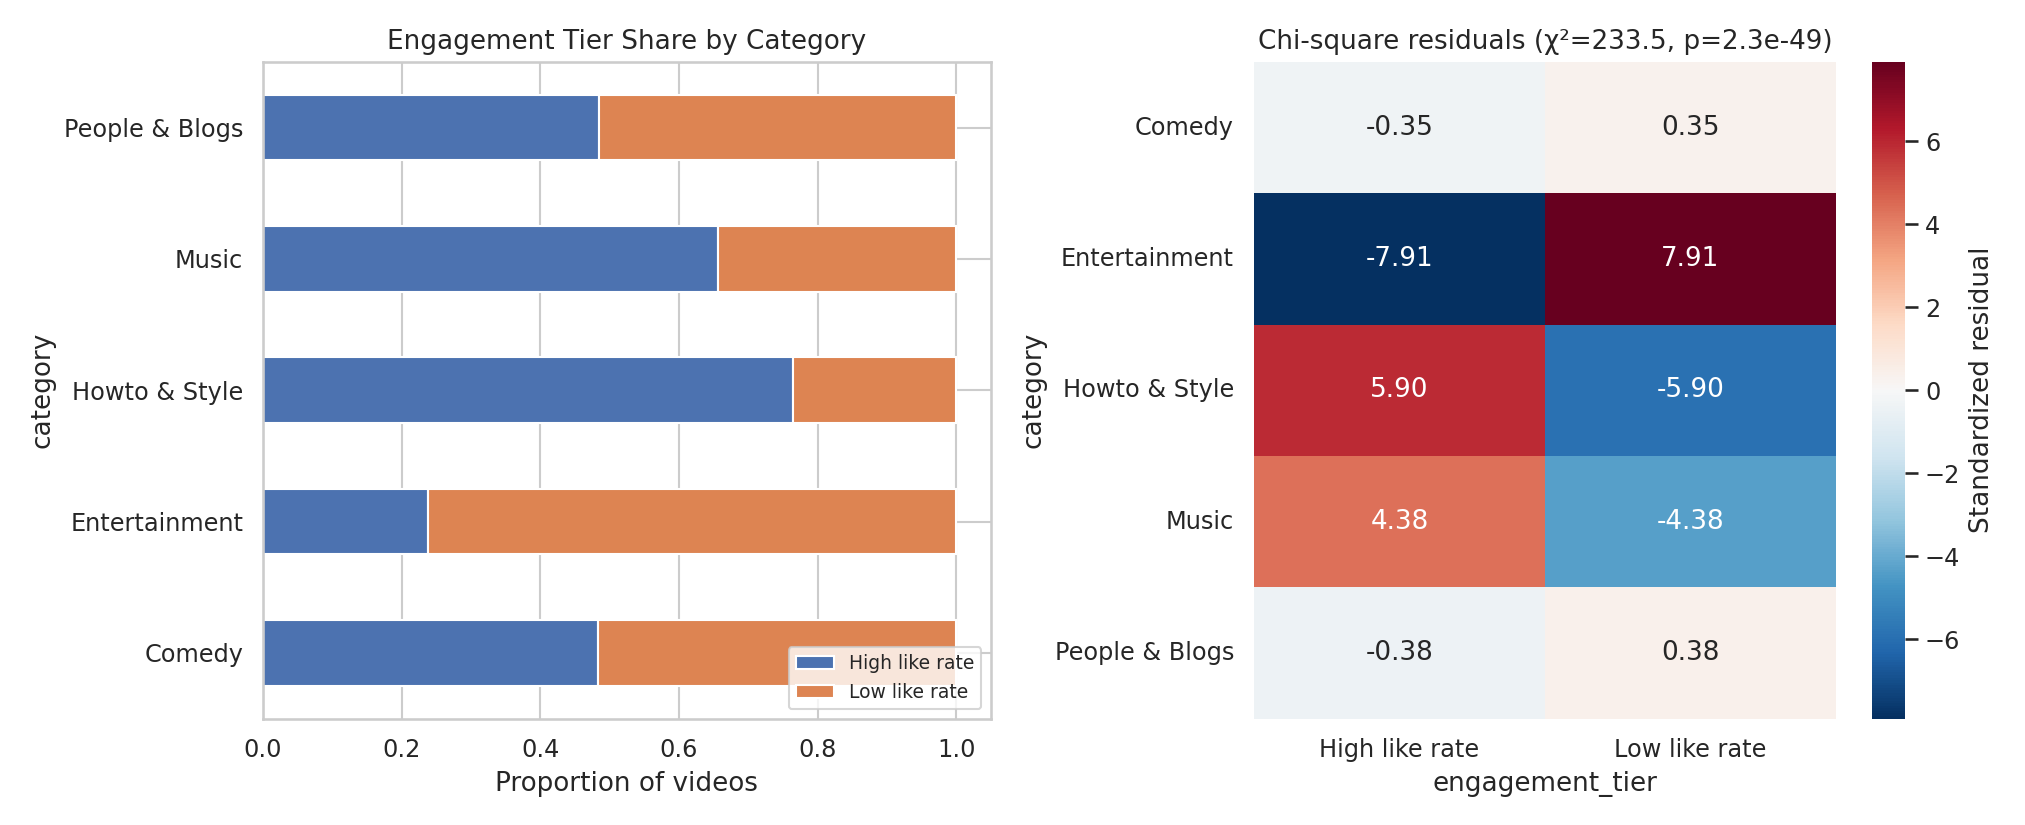 Engagement Tier Share by Category
category
People & Blogs
Music
Howto & Style
Entertainment
Comedy
High like rate
Low like rate
0.0 0.2 0.4 0.6 0.8 1.0
Proportion of videos
Chi-square residuals (χ²=233.5, p=2.3e-49)
category
Comedy -0.35 0.35
Entertainment -7.91 7.91
Howto & Style 5.90 -5.90
Music 4.38 -4.38
People & Blogs -0.38 0.38
High like rate Low like rate
engagement_tier
6
4
2
0
−2
−4
−6
Standardized residual